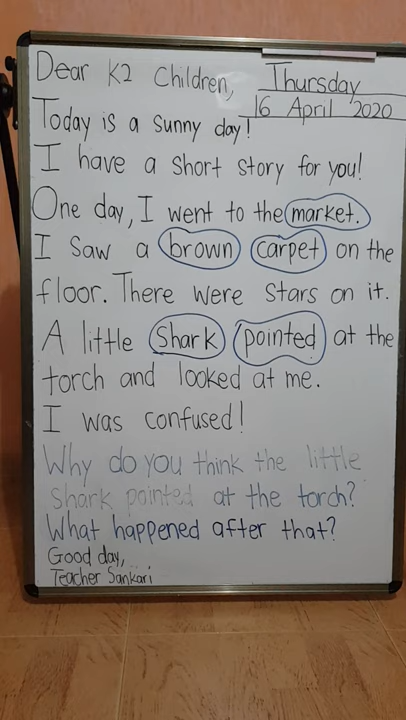 Dear K2 Children,
Thursday
16 April 2020
Today is a sunny day!
I have a short story for you!
One day, I went to the market.
I saw a brown carpet on the
floor. There were stars on it.
A little shark pointed at the
torch and looked at me.
I was confused!
Why do you think the little
shark pointed at the torch?
What happened after that?
Good day,
Teacher Sankari